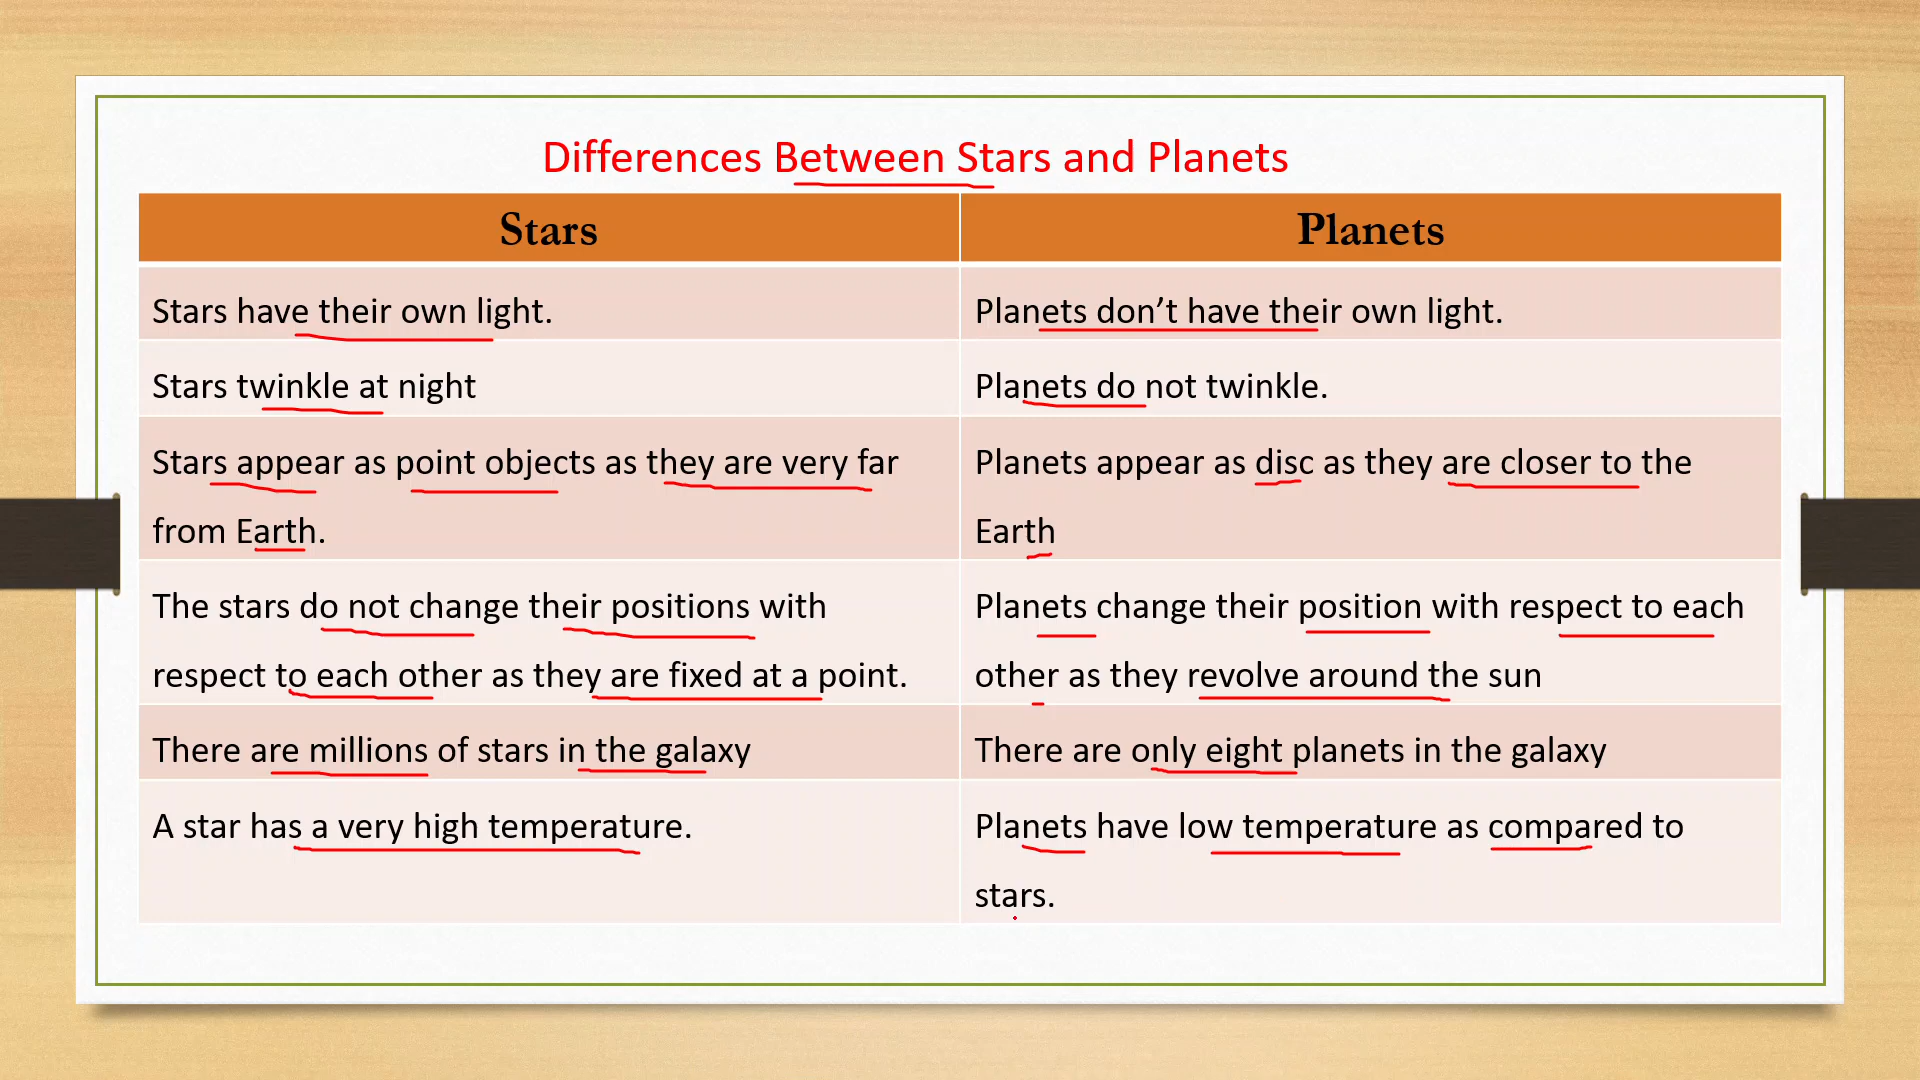 Differences Between Stars and Planets
Stars
Planets
Stars have their own light.
Planets don’t have their own light.
Stars twinkle at night
Planets do not twinkle.
Stars appear as point objects as they are very far
from Earth.
Planets appear as disc as they are closer to the
Earth
The stars do not change their positions with
respect to each other as they are fixed at a point.
Planets change their position with respect to each
other as they revolve around the sun
There are millions of stars in the galaxy
There are only eight planets in the galaxy
A star has a very high temperature.
Planets have low temperature as compared to
stars.